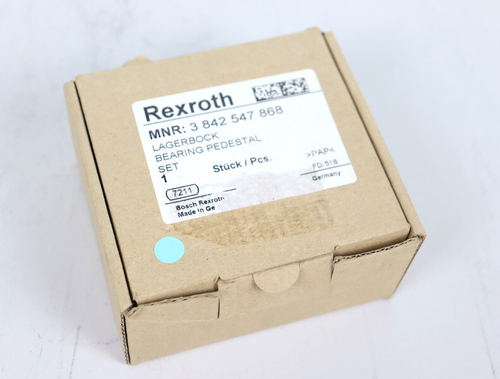 Rexroth
MNR: 3 842 547 868
LAGERBOCK
BEARING PEDESTAL
SET
1 Stück / Pcs. >PAP<
7211 FD:518
Bosch Rexroth Germany
Made in Ge